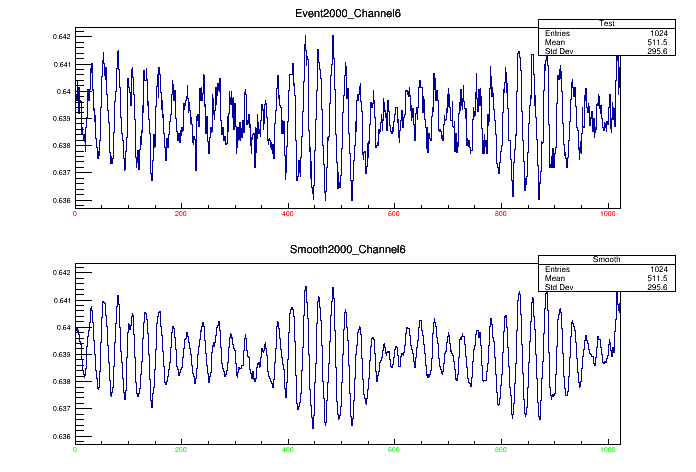 Event2000_Channel6
Test
Entries 1024
Mean 511.5
Std Dev 295.6
0.642
0.641
0.64
0.639
0.638
0.637
0.636
0 200 400 600 800 1000
Smooth2000_Channel6
Smooth
Entries 1024
Mean 511.5
Std Dev 295.6
0.642
0.641
0.64
0.639
0.638
0.637
0.636
0 200 400 600 800 1000